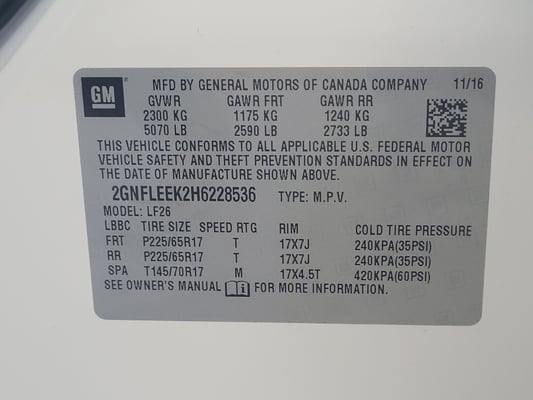 GM MFD BY GENERAL MOTORS OF CANADA COMPANY 11/16
GVWR GAWR FRT GAWR RR
2300 KG 1175 KG 1240 KG
5070 LB 2590 LB 2733 LB
THIS VEHICLE CONFORMS TO ALL APPLICABLE U.S. FEDERAL MOTOR
VEHICLE SAFETY AND THEFT PREVENTION STANDARDS IN EFFECT ON
THE DATE OF MANUFACTURE SHOWN ABOVE.
2GNFLEEK2H6228536 TYPE: M.P.V.
MODEL: LF26
LBBC TIRE SIZE SPEED RTG RIM COLD TIRE PRESSURE
FRT P225/65R17 T 17X7J 240KPA(35PSI)
RR P225/65R17 T 17X7J 240KPA(35PSI)
SPA T145/70R17 M 17X4.5T 420KPA(60PSI)
SEE OWNER'S MANUAL FOR MORE INFORMATION.